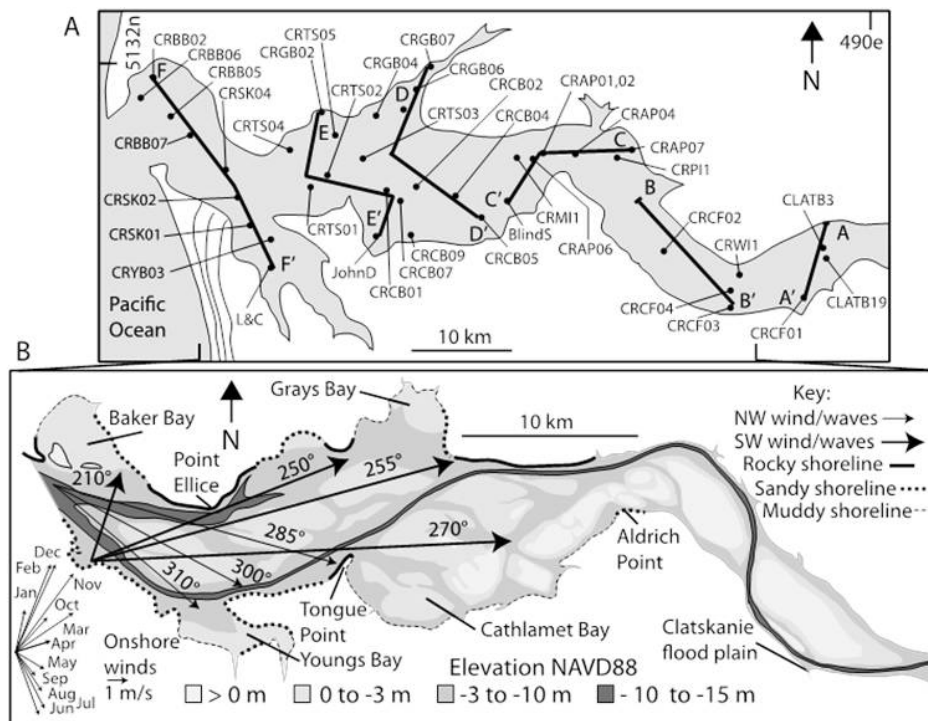 A
5132n
490e
N
CRBB02
CRBB06
CRBB05
CRSK04
CRBB07
CRSK02
CRSK01
CRYB03
L&C
F
F'
Pacific
Ocean
CRTS05
CRGB02
CRTS02
CRGB04
CRTS04
CRTS01
CRTS03
CRGB07
CRGB06
D
E
E'
JohnD
CRCB02
CRCB04
CRCB09
CRCB07
CRCB01
CRCB05
D'
CRAP01,02
CRAP04
CRAP07
CRPI1
C
C'
BlindS
CRMI1
CRAP06
B
B'
CRCF02
CRWI1
CRCF04
CRCF03
CLATB3
A
A'
CLATB19
CRCF01
10 km
B
Baker Bay
N
Grays Bay
10 km
Point
Ellice
210°
250°
255°
285°
270°
300°
310°
Key:
NW wind/waves
SW wind/waves
Rocky shoreline
Sandy shoreline
Muddy shoreline
Aldrich
Point
Tongue
Point
Youngs Bay
Cathlamet Bay
Clatskanie
flood plain
Dec
Feb
Nov
Jan
Oct
Mar
Apr
May
Sep
Aug
Jul
Jun
Onshore
winds
1 m/s
Elevation NAVD88
> 0 m
0 to -3 m
-3 to -10 m
- 10 to -15 m